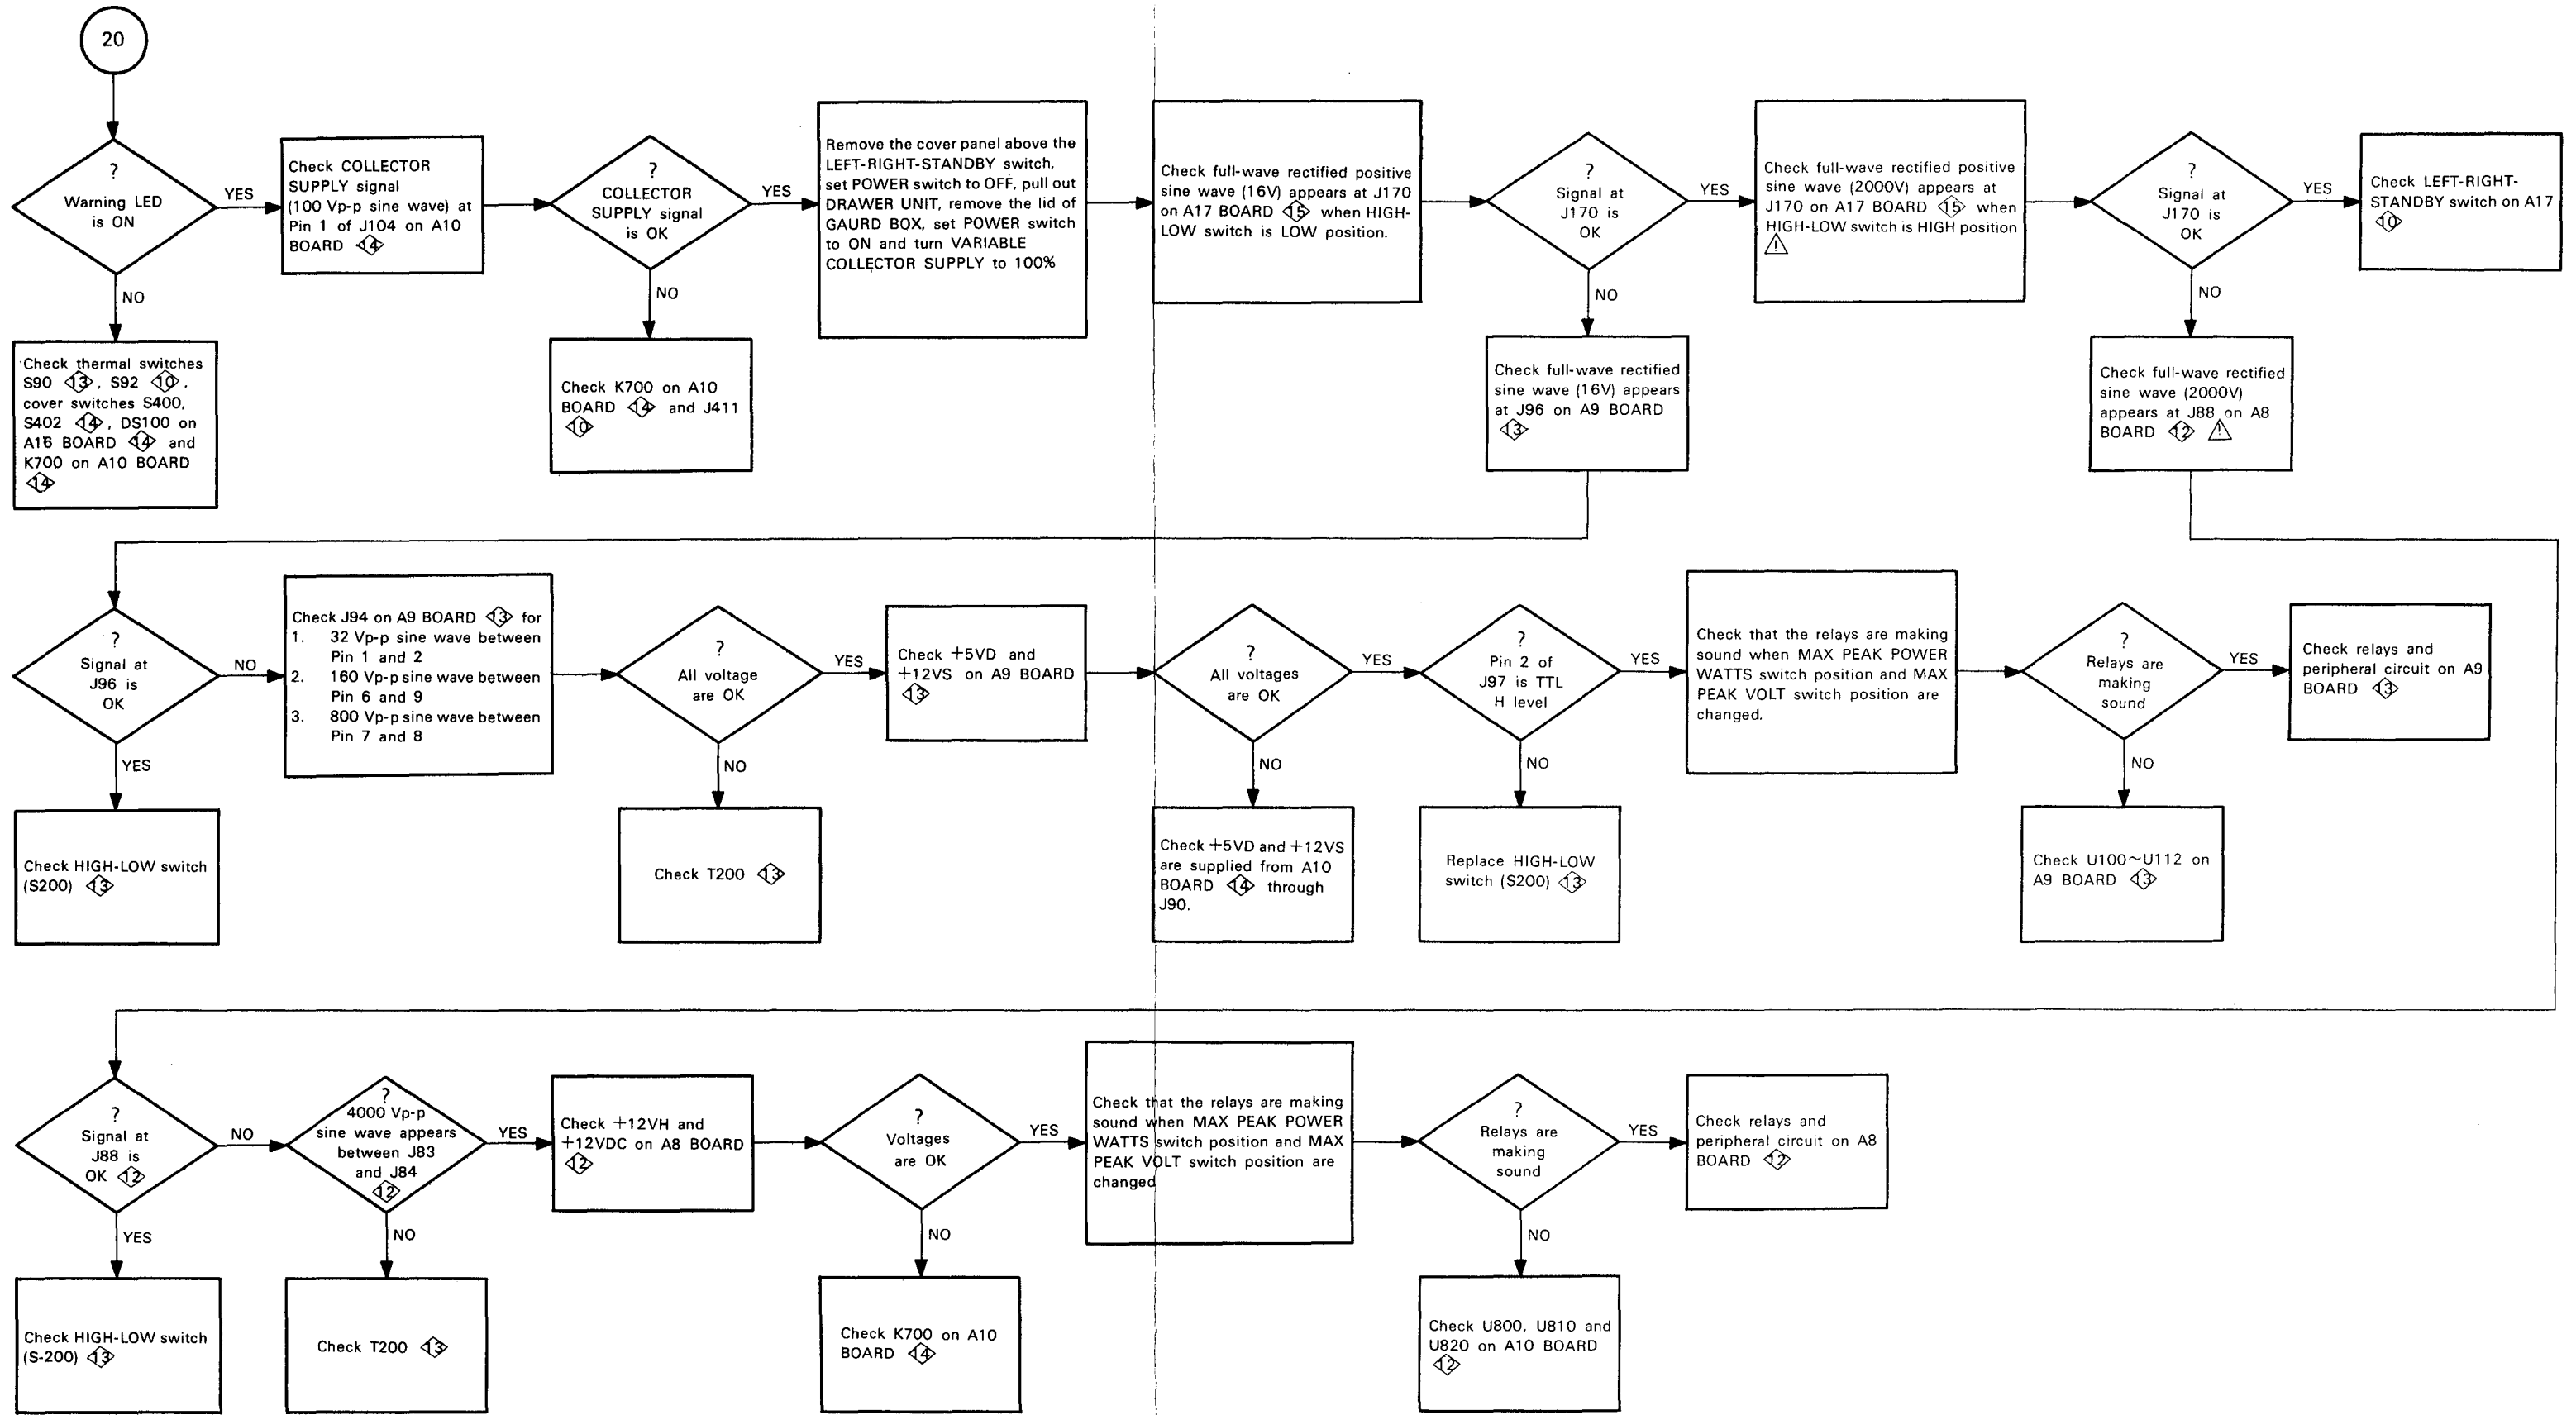 20
?
Warning LED
is ON
YES
NO
Check COLLECTOR
SUPPLY signal
(100 Vp-p sine wave) at
Pin 1 of J104 on A10
BOARD 14
?
COLLECTOR
SUPPLY signal
is OK
YES
NO
Remove the cover panel above the
LEFT-RIGHT-STANDBY switch,
set POWER switch to OFF, pull out
DRAWER UNIT, remove the lid of
GAURD BOX, set POWER switch
to ON and turn VARIABLE
COLLECTOR SUPPLY to 100%
Check full-wave rectified positive
sine wave (16V) appears at J170
on A17 BOARD 15 when HIGH-
LOW switch is LOW position.
?
Signal at
J170 is
OK
YES
NO
Check full-wave rectified positive
sine wave (2000V) appears at
J170 on A17 BOARD 15 when
HIGH-LOW switch is HIGH position
!
?
Signal at
J170 is
OK
YES
NO
Check LEFT-RIGHT-
STANDBY switch on A17
10
Check thermal switches
S90 13, S92 10,
cover switches S400,
S402 14, DS100 on
A16 BOARD 14 and
K700 on A10 BOARD
14
Check K700 on A10
BOARD 14 and J411
10
Check full-wave rectified
sine wave (16V) appears
at J96 on A9 BOARD
13
Check full-wave rectified
sine wave (2000V)
appears at J88 on A8
BOARD 12 !
?
Signal at
J96 is
OK
NO
YES
Check J94 on A9 BOARD 13 for
1. 32 Vp-p sine wave between
Pin 1 and 2
2. 160 Vp-p sine wave between
Pin 6 and 9
3. 800 Vp-p sine wave between
Pin 7 and 8
?
All voltage
are OK
YES
NO
Check +5VD and
+12VS on A9 BOARD
13
?
All voltages
are OK
YES
NO
?
Pin 2 of
J97 is TTL
H level
YES
NO
Check that the relays are making
sound when MAX PEAK POWER
WATTS switch position and MAX
PEAK VOLT switch position are
changed.
?
Relays are
making
sound
YES
NO
Check relays and
peripheral circuit on A9
BOARD 13
Check HIGH-LOW switch
(S200) 13
Check T200 13
Check +5VD and +12VS
are supplied from A10
BOARD 14 through
J90.
Replace HIGH-LOW
switch (S200) 13
Check U100~U112 on
A9 BOARD 13
?
Signal at
J88 is
OK 12
NO
YES
?
4000 Vp-p
sine wave appears
between J83
and J84
12
YES
NO
Check +12VH and
+12VDC on A8 BOARD
12
?
Voltages
are OK
YES
NO
Check that the relays are making
sound when MAX PEAK POWER
WATTS switch position and MAX
PEAK VOLT switch position are
changed
?
Relays are
making
sound
YES
NO
Check relays and
peripheral circuit on A8
BOARD 12
Check HIGH-LOW switch
(S-200) 13
Check T200 13
Check K700 on A10
BOARD 14
Check U800, U810 and
U820 on A10 BOARD
12